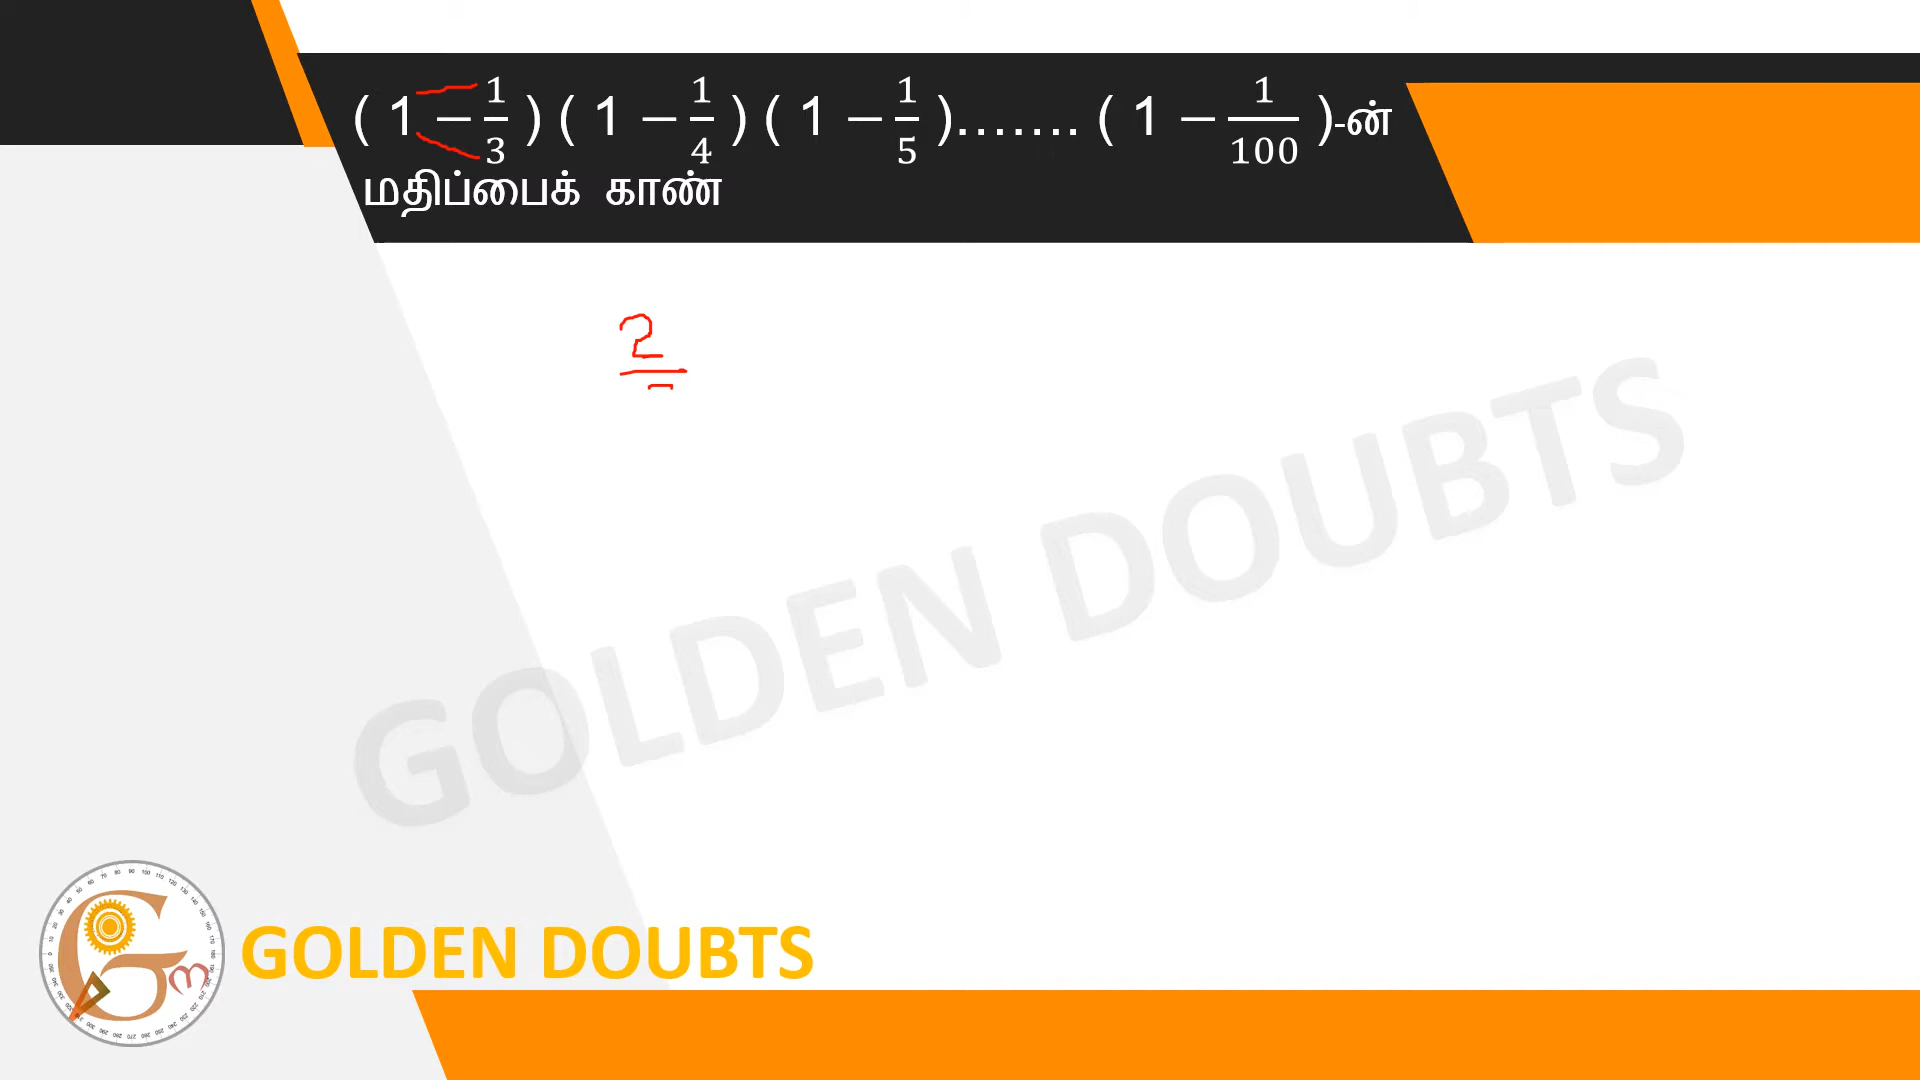 ( 1 − 1/3 ) ( 1 − 1/4 ) ( 1 − 1/5 ) ....... ( 1 − 1/100 )-ன்
மதிப்பைக் காண்
2
GOLDEN DOUBTS
GOLDEN DOUBTS